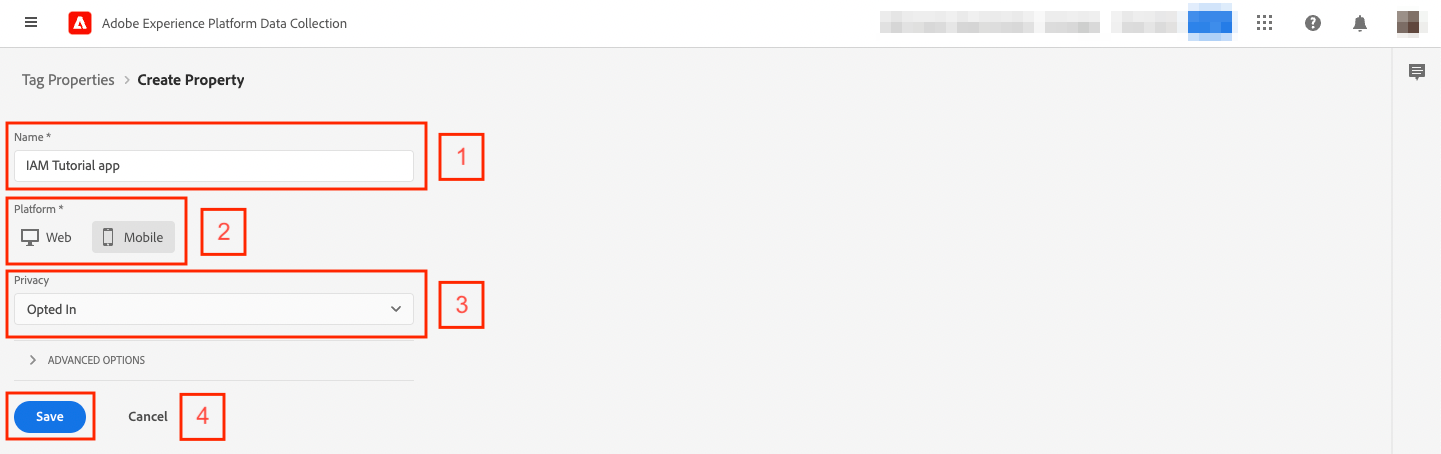 Adobe Experience Platform Data Collection
Tag Properties > Create Property
Name *
1
IAM Tutorial app
Platform *
2
Web Mobile
Privacy
3
Opted In
ADVANCED OPTIONS
Save Cancel 4